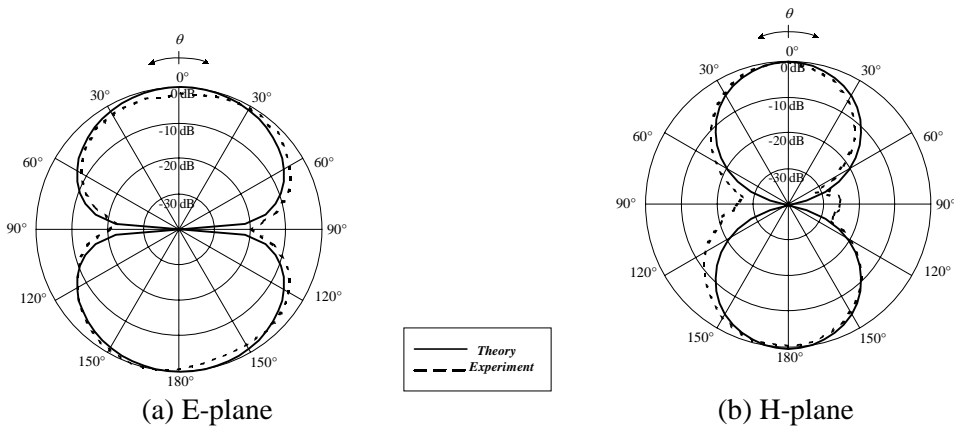 θ
0°
0 dB
30°
30°
-10 dB
60°
60°
-20 dB
-30 dB
90°
90°
120°
120°
150°
150°
180°
(a) E-plane
Theory
Experiment
θ
0°
0 dB
30°
30°
-10 dB
60°
60°
-20 dB
-30 dB
90°
90°
120°
120°
150°
150°
180°
(b) H-plane